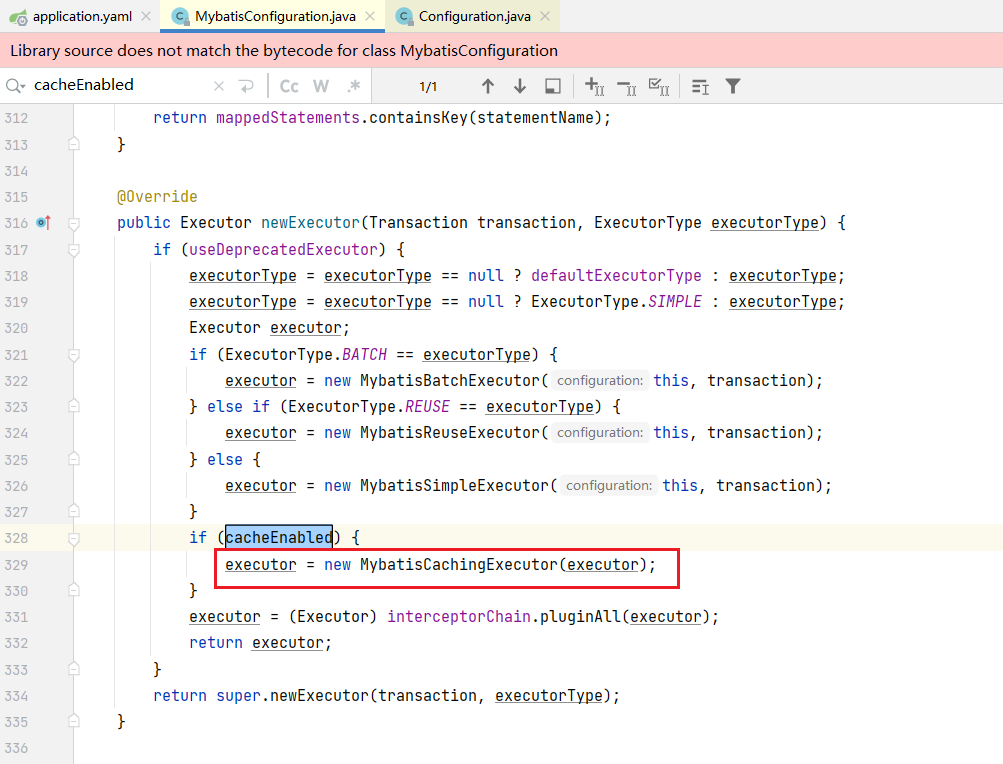 application.yaml MybatisConfiguration.java Configuration.java
Library source does not match the bytecode for class MybatisConfiguration
cacheEnabled Cc W .* 1/1
312 return mappedStatements.containsKey(statementName);
313 }
314
315 @Override
316 public Executor newExecutor(Transaction transaction, ExecutorType executorType) {
317 if (useDeprecatedExecutor) {
318 executorType = executorType == null ? defaultExecutorType : executorType;
319 executorType = executorType == null ? ExecutorType.SIMPLE : executorType;
320 Executor executor;
321 if (ExecutorType.BATCH == executorType) {
322 executor = new MybatisBatchExecutor( configuration: this, transaction);
323 } else if (ExecutorType.REUSE == executorType) {
324 executor = new MybatisReuseExecutor( configuration: this, transaction);
325 } else {
326 executor = new MybatisSimpleExecutor( configuration: this, transaction);
327 }
328 if (cacheEnabled) {
329 executor = new MybatisCachingExecutor(executor);
330 }
331 executor = (Executor) interceptorChain.pluginAll(executor);
332 return executor;
333 }
334 return super.newExecutor(transaction, executorType);
335 }
336